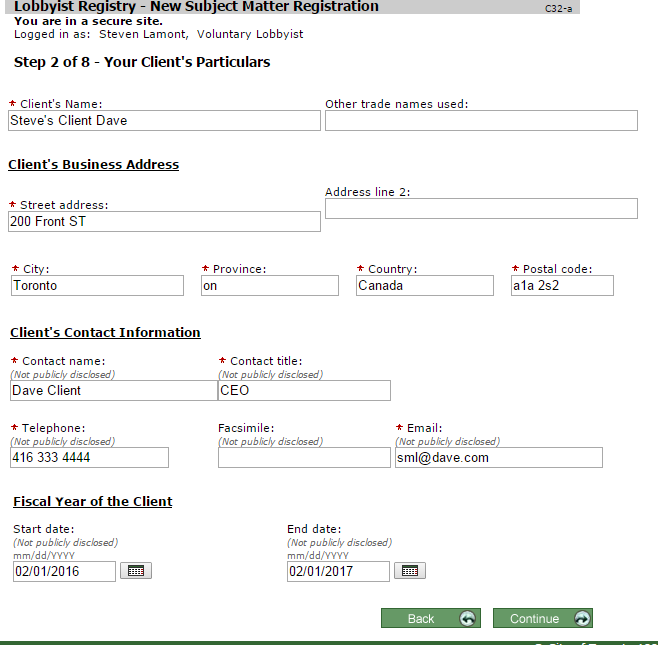 Lobbyist Registry - New Subject Matter Registration C32-a
You are in a secure site.
Logged in as: Steven Lamont, Voluntary Lobbyist
Step 2 of 8 - Your Client's Particulars
* Client's Name: Other trade names used:
Steve's Client Dave
Client's Business Address
Address line 2:
* Street address:
200 Front ST
* City: * Province: * Country: * Postal code:
Toronto on Canada a1a 2s2
Client's Contact Information
* Contact name: * Contact title:
(Not publicly disclosed) (Not publicly disclosed)
Dave Client CEO
* Telephone: Facsimile: * Email:
(Not publicly disclosed) (Not publicly disclosed) (Not publicly disclosed)
416 333 4444 sml@dave.com
Fiscal Year of the Client
Start date: End date:
(Not publicly disclosed) (Not publicly disclosed)
mm/dd/YYYY mm/dd/YYYY
02/01/2016 02/01/2017
Back Continue